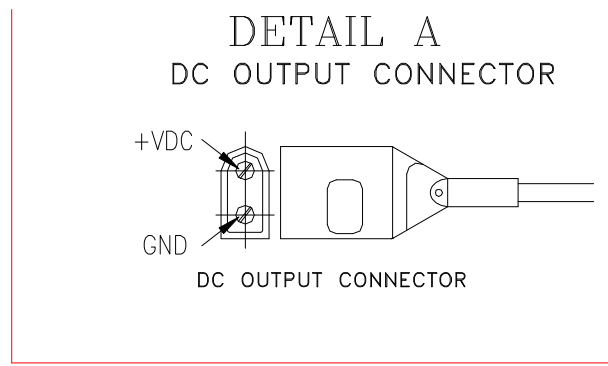 DETAIL A
DC OUTPUT CONNECTOR
+VDC
GND
DC OUTPUT CONNECTOR